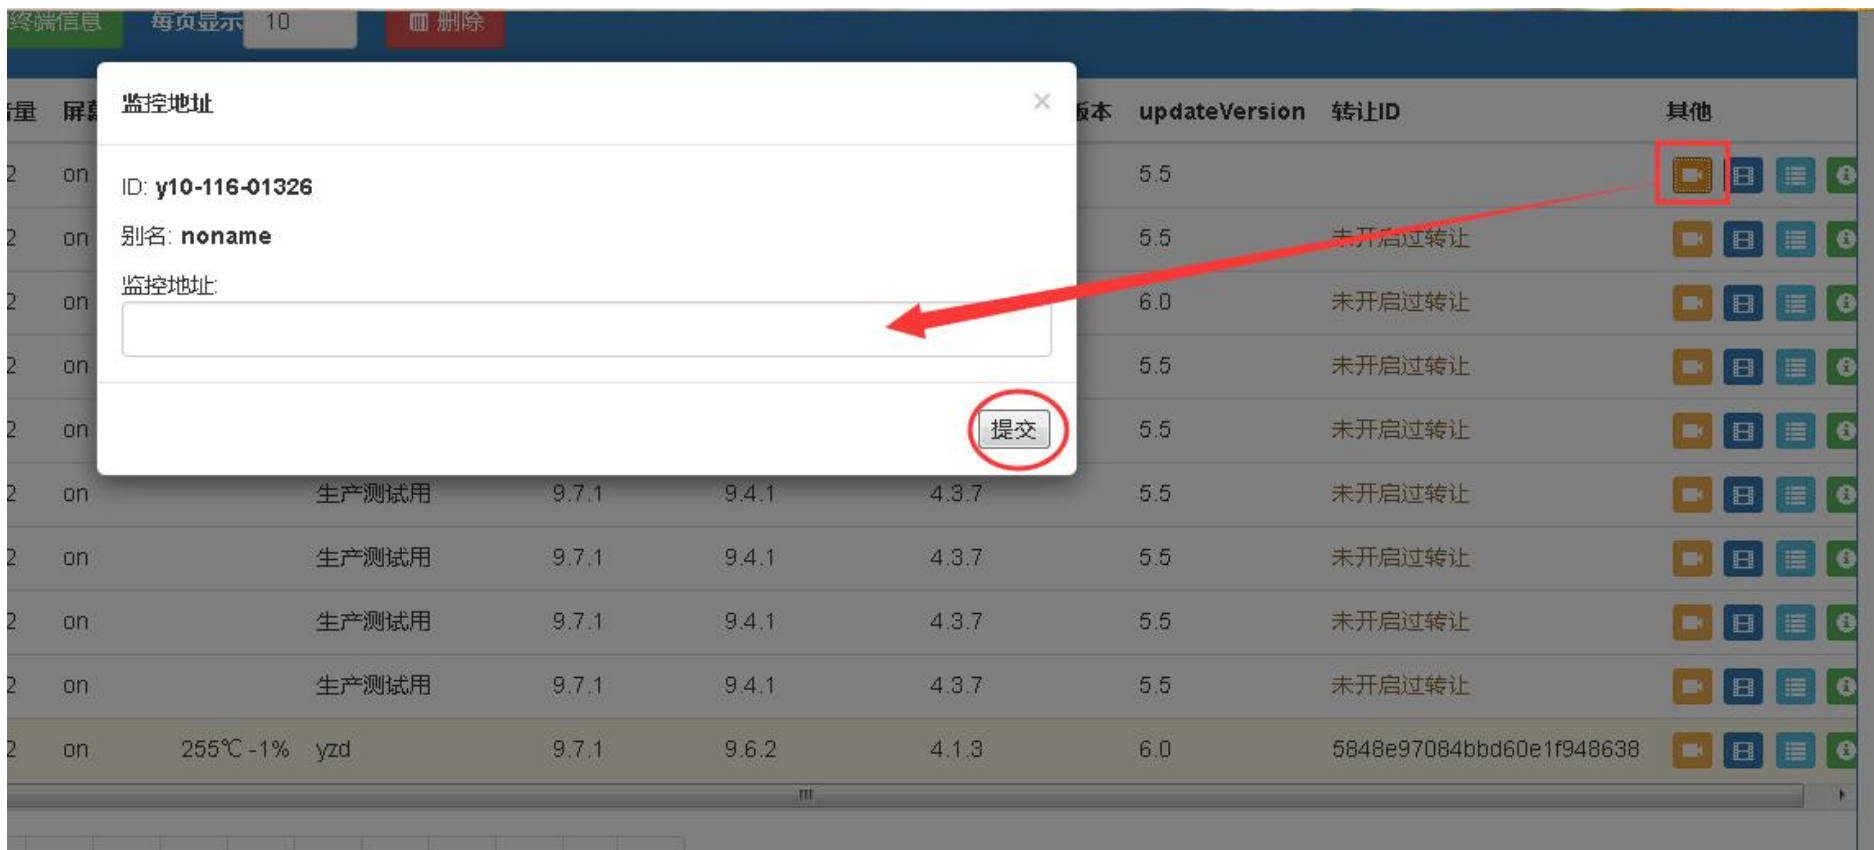 终端信息 每页显示 10 删除
音量 屏幕 版本 updateVersion 转让ID 其他
监控地址 ×
ID: y10-116-01326
别名: noname
监控地址:
提交
2 on 5.5
2 on 5.5 未开启过转让
2 on 6.0 未开启过转让
2 on 5.5 未开启过转让
2 on 5.5 未开启过转让
2 on 生产测试用 9.7.1 9.4.1 4.3.7 5.5 未开启过转让
2 on 生产测试用 9.7.1 9.4.1 4.3.7 5.5 未开启过转让
2 on 生产测试用 9.7.1 9.4.1 4.3.7 5.5 未开启过转让
2 on 生产测试用 9.7.1 9.4.1 4.3.7 5.5 未开启过转让
2 on 255℃ -1% yzd 9.7.1 9.6.2 4.1.3 6.0 5848e97084bbd60e1f948638